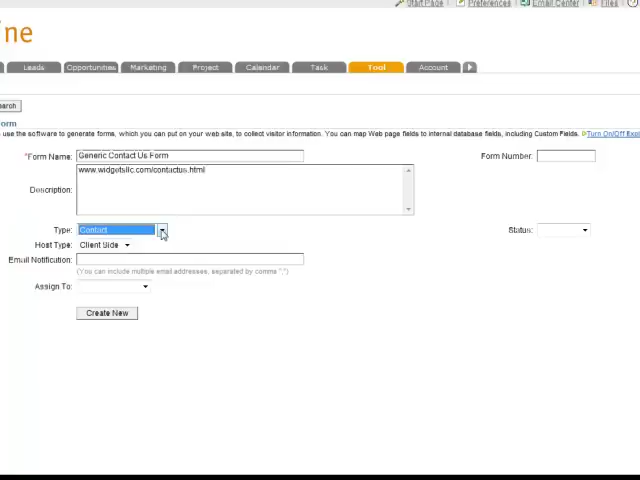 Start Page Preferences Email Center Files
ne
Leads Opportunities Marketing Project Calendar Task Tool Account
earch
orm
use the software to generate forms, which you can put on your web site, to collect visitor information. You can map Web page fields to internal database fields, including Custom Fields. Turn On/Off Expl
*Form Name: Generic Contact Us Form Form Number:
Description: www.widgetsllc.com/contactus.html
Type: Contact Status:
Host Type: Client Side
Email Notification:
(You can include multiple email addresses, separated by comma ",")
Assign To:
Create New